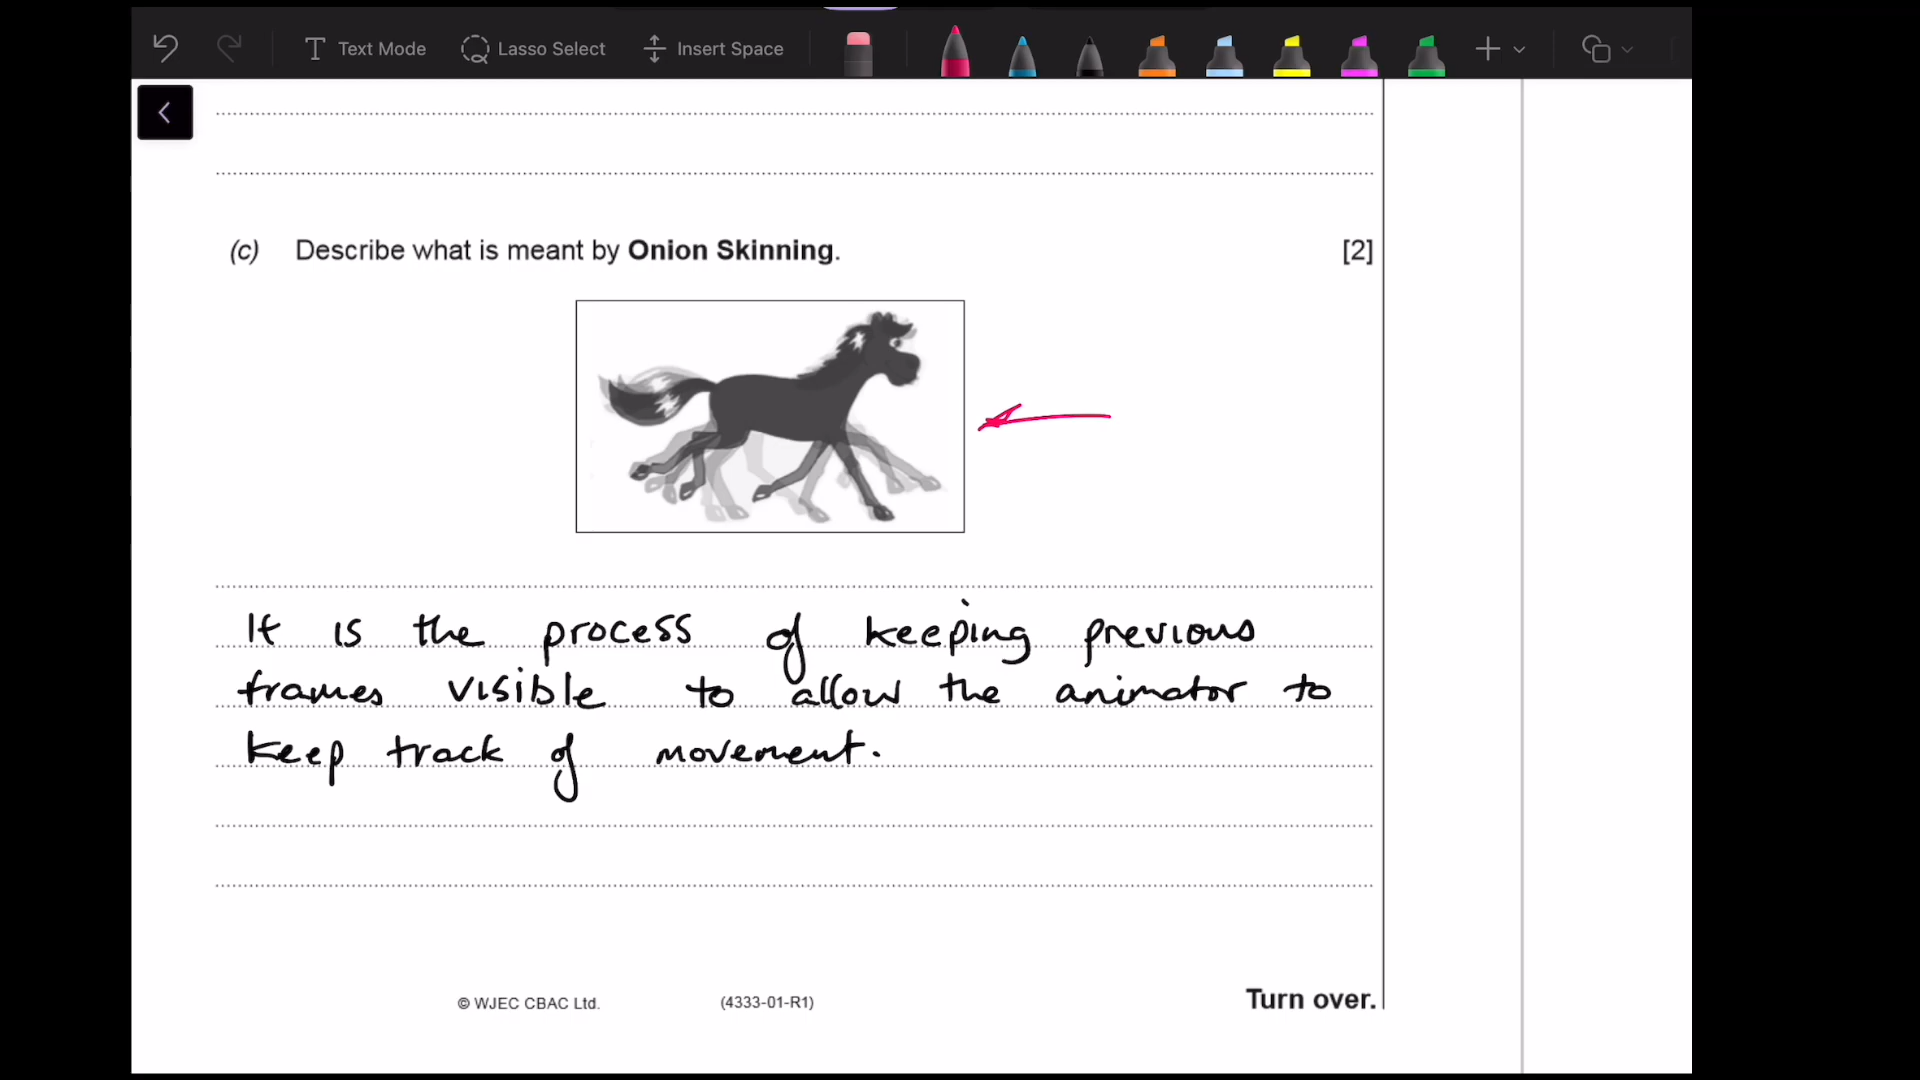 Text Mode Lasso Select Insert Space
(c) Describe what is meant by Onion Skinning. [2]
It is the process of keeping previous
frames visible to allow the animator to
keep track of movement.
© WJEC CBAC Ltd. (4333-01-R1) Turn over.